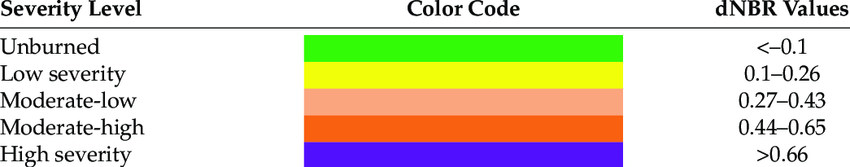 Severity Level Color Code dNBR Values
Unburned <–0.1
Low severity 0.1–0.26
Moderate-low 0.27–0.43
Moderate-high 0.44–0.65
High severity >0.66